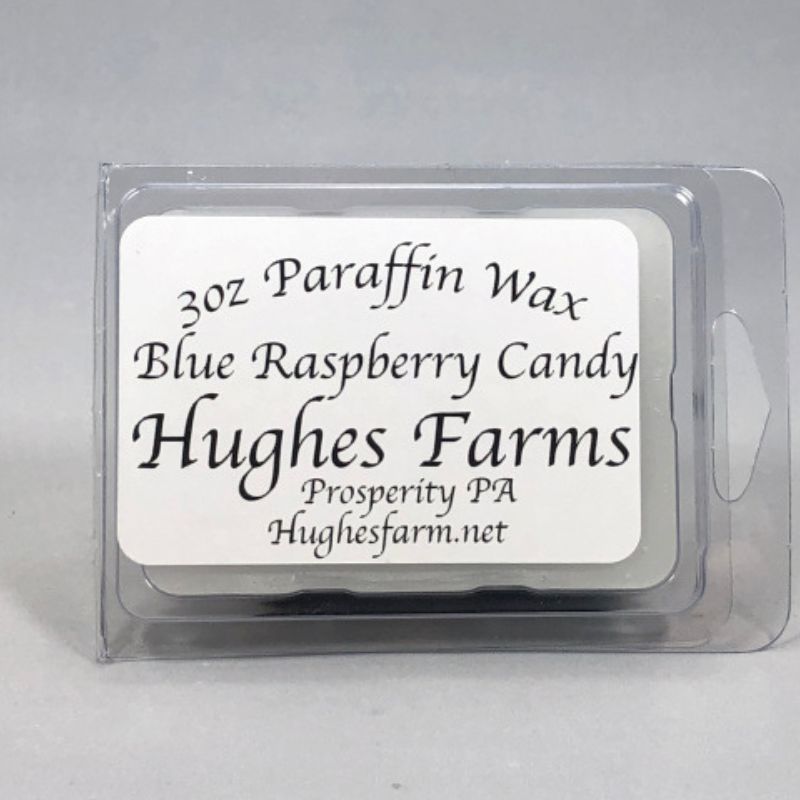 3oz Paraffin Wax
Blue Raspberry Candy
Hughes Farms
Prosperity PA
Hughesfarm.net